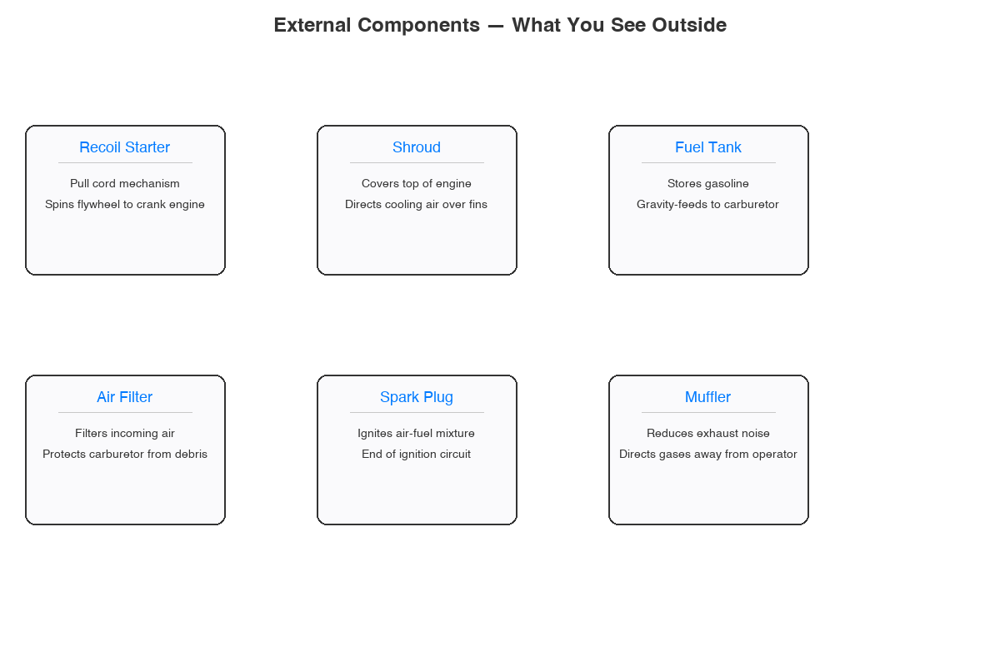 External Components — What You See Outside
Recoil Starter
Pull cord mechanism
Spins flywheel to crank engine
Shroud
Covers top of engine
Directs cooling air over fins
Fuel Tank
Stores gasoline
Gravity-feeds to carburetor
Air Filter
Filters incoming air
Protects carburetor from debris
Spark Plug
Ignites air-fuel mixture
End of ignition circuit
Muffler
Reduces exhaust noise
Directs gases away from operator